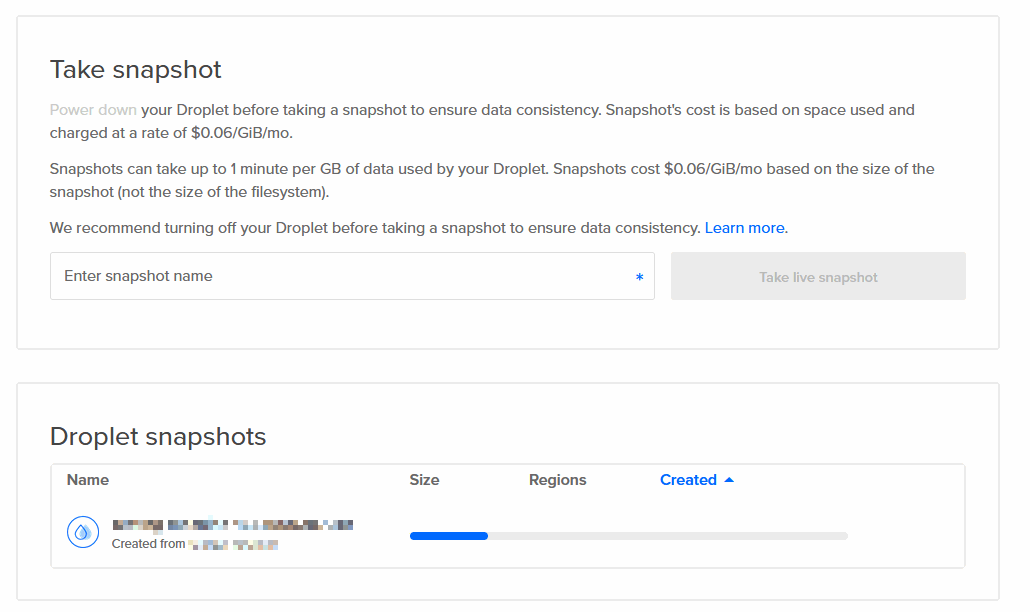 Take snapshot
Power down your Droplet before taking a snapshot to ensure data consistency. Snapshot's cost is based on space used and
charged at a rate of $0.06/GiB/mo.
Snapshots can take up to 1 minute per GB of data used by your Droplet. Snapshots cost $0.06/GiB/mo based on the size of the
snapshot (not the size of the filesystem).
We recommend turning off your Droplet before taking a snapshot to ensure data consistency. Learn more.
Enter snapshot name *
Take live snapshot
Droplet snapshots
Name Size Regions Created
Created from